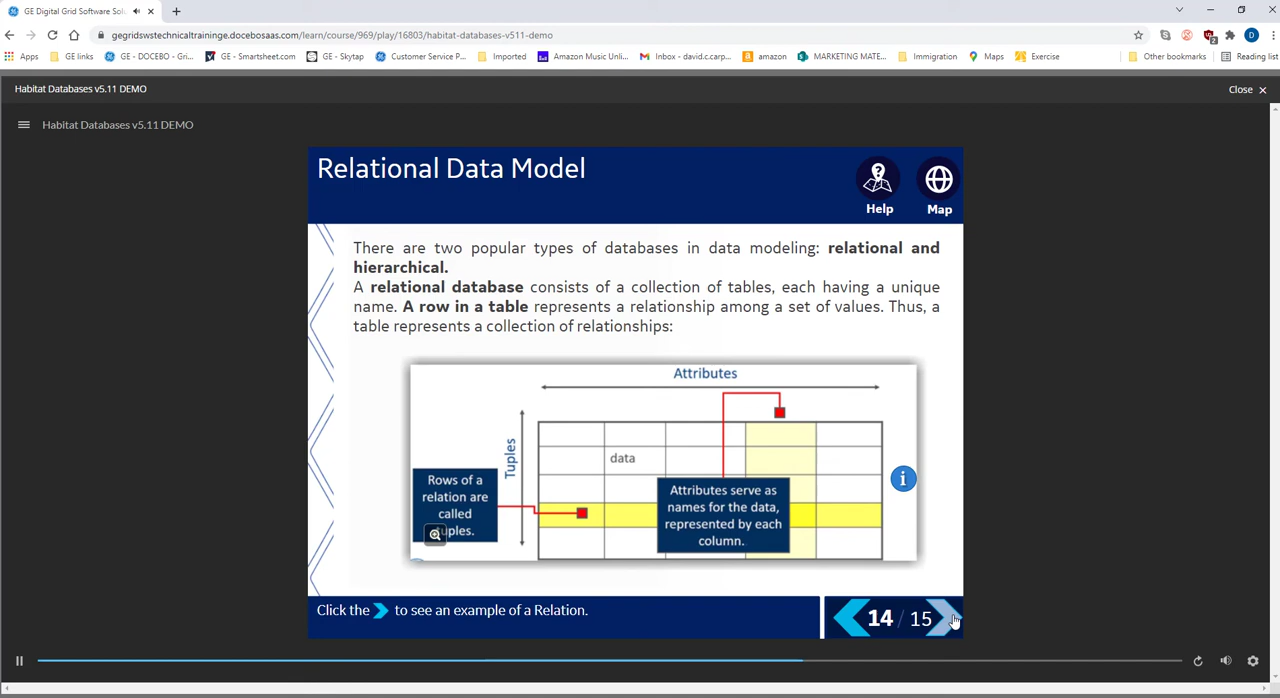 GE Digital Grid Software Solu
gegridswstechnicaltraininge.docebosaas.com/learn/course/969/play/16803/habitat-databases-v511-demo
2
D
Apps
GE links
GE - DOCEBO - Gri...
GE - Smartsheet.com
GE - Skytap
Customer Service P...
Imported
Amazon Music Unli...
Inbox - david.c.carp...
amazon
MARKETING MATE...
Immigration
Maps
Exercise
Other bookmarks
Reading list
Habitat Databases v5.11 DEMO
Close
Habitat Databases v5.11 DEMO
Relational Data Model
Help
Map
There are two popular types of databases in data modeling: relational and
hierarchical.
A relational database consists of a collection of tables, each having a unique
name. A row in a table represents a relationship among a set of values. Thus, a
table represents a collection of relationships:
Attributes
Tuples
data
Rows of a
relation are
called
tuples.
Attributes serve as
names for the data,
represented by each
column.
i
Click the to see an example of a Relation.
14 / 15